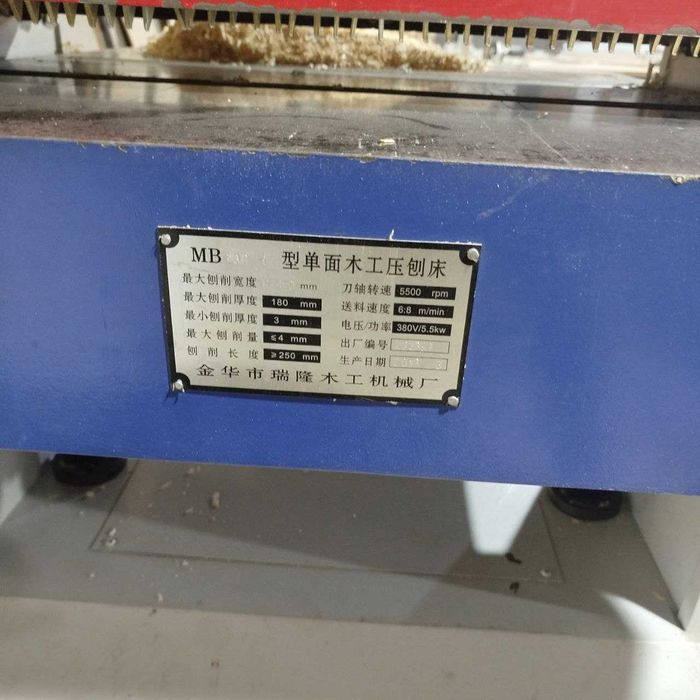 MB 型单面木工压刨床
最大刨削宽度 mm 刀轴转速 5500 rpm
最大刨削厚度 180 mm 送料速度 6:8 m/min
最小刨削厚度 3 mm 电压/功率 380V/5.5kw
最大刨削量 ≤4 mm 出厂编号
刨削长度 ≥250 mm 生产日期
金华市瑞隆木工机械厂